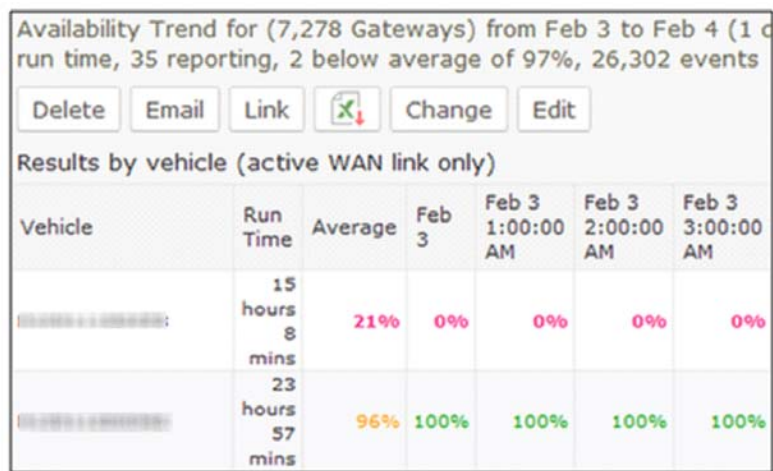 Availability Trend for (7,278 Gateways) from Feb 3 to Feb 4 (1
run time, 35 reporting, 2 below average of 97%, 26,302 events
Delete Email Link Change Edit
Results by vehicle (active WAN link only)
Vehicle Run Time Average Feb 3 Feb 3 1:00:00 AM Feb 3 2:00:00 AM Feb 3 3:00:00 AM
15 hours 8 mins 21% 0% 0% 0% 0%
23 hours 57 mins 96% 100% 100% 100% 100%